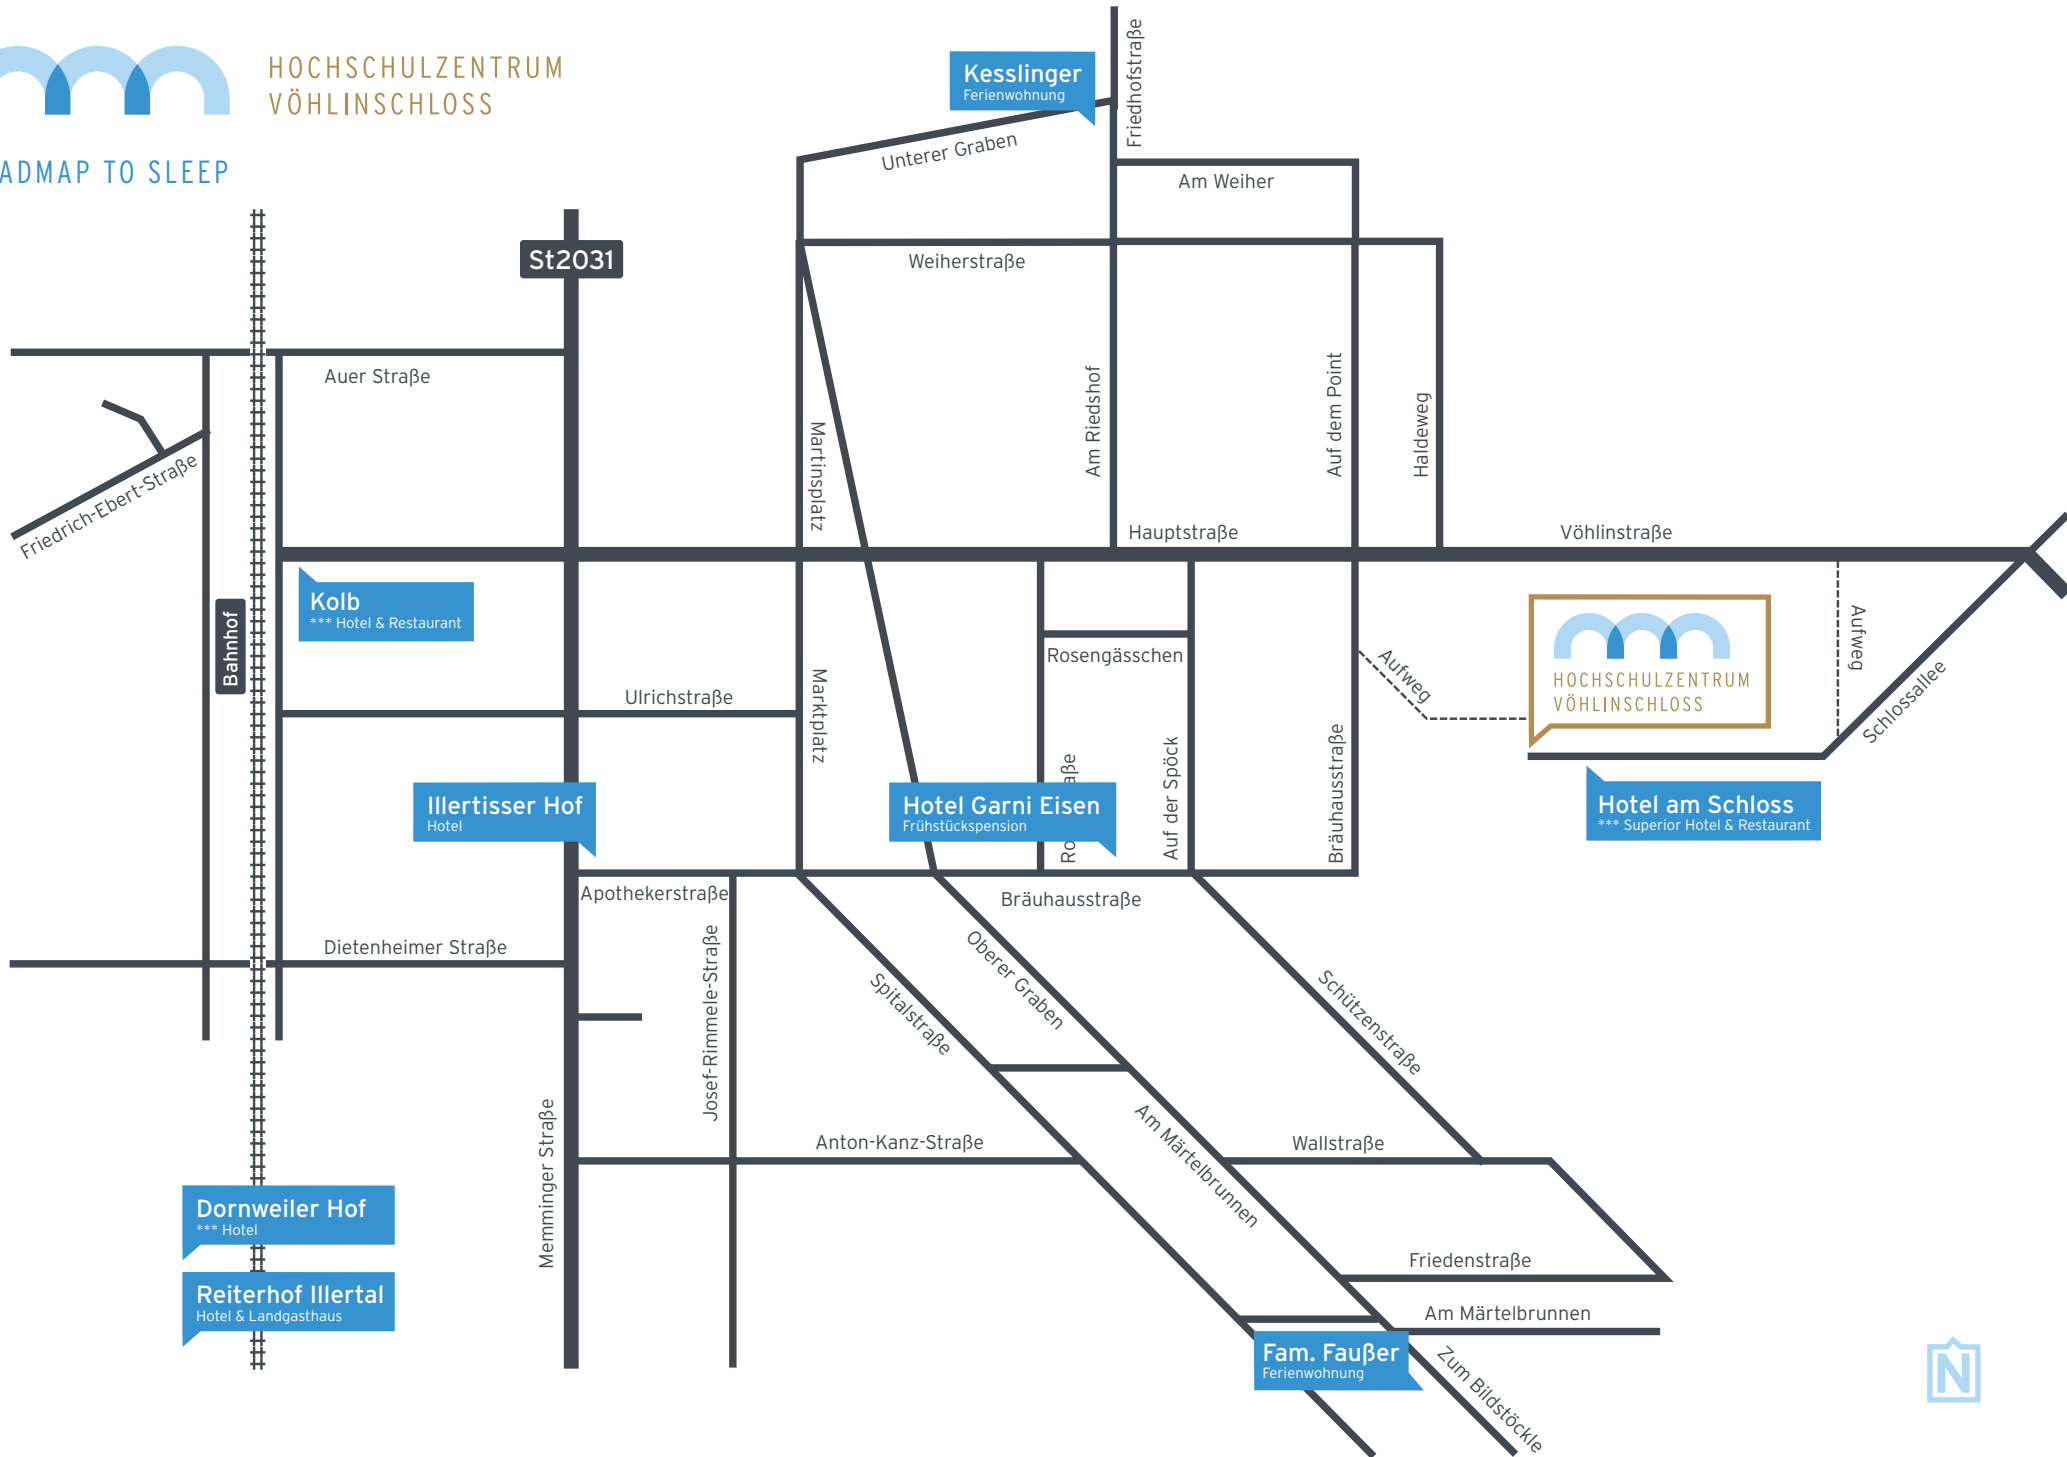 HOCHSCHULZENTRUM
VÖHLINSCHLOSS
ADMAP TO SLEEP
Kesslinger
Ferienwohnung
Friedhofstraße
Unterer Graben
Am Weiher
St2031
Weiherstraße
Auer Straße
Friedrich-Ebert-Straße
Martinsplatz
Am Riedshof
Auf dem Point
Haldeweg
Hauptstraße
Vöhlinstraße
Bahnhof
Kolb
*** Hotel & Restaurant
Rosengässchen
Aufweg
HOCHSCHULZENTRUM
VÖHLINSCHLOSS
Aufweg
Schlossallee
Ulrichstraße
Marktplatz
Illertisser Hof
Hotel
Hotel Garni Eisen
Frühstückspension
Ro
aße
Auf der Spöck
Bräuhausstraße
Hotel am Schloss
*** Superior Hotel & Restaurant
Apothekerstraße
Bräuhausstraße
Dietenheimer Straße
Josef-Rimmele-Straße
Spitalstraße
Oberer Graben
Schützenstraße
Memminger Straße
Anton-Kanz-Straße
Am Märtelbrunnen
Wallstraße
Dornweiler Hof
*** Hotel
Reiterhof Illertal
Hotel & Landgasthaus
Friedenstraße
Am Märtelbrunnen
Fam. Faußer
Ferienwohnung
Zum Bildstöckle
N